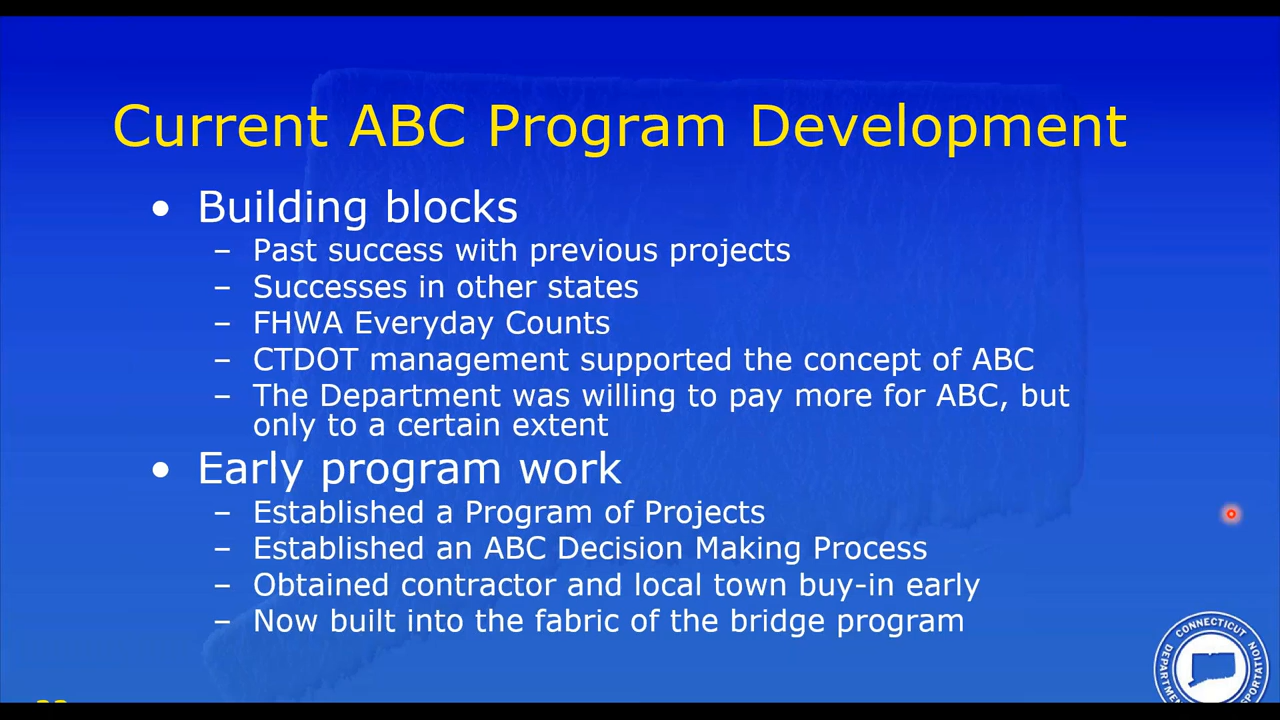 Current ABC Program Development
• Building blocks
– Past success with previous projects
– Successes in other states
– FHWA Everyday Counts
– CTDOT management supported the concept of ABC
– The Department was willing to pay more for ABC, but
only to a certain extent
• Early program work
– Established a Program of Projects
– Established an ABC Decision Making Process
– Obtained contractor and local town buy-in early
– Now built into the fabric of the bridge program
CONNECTICUT